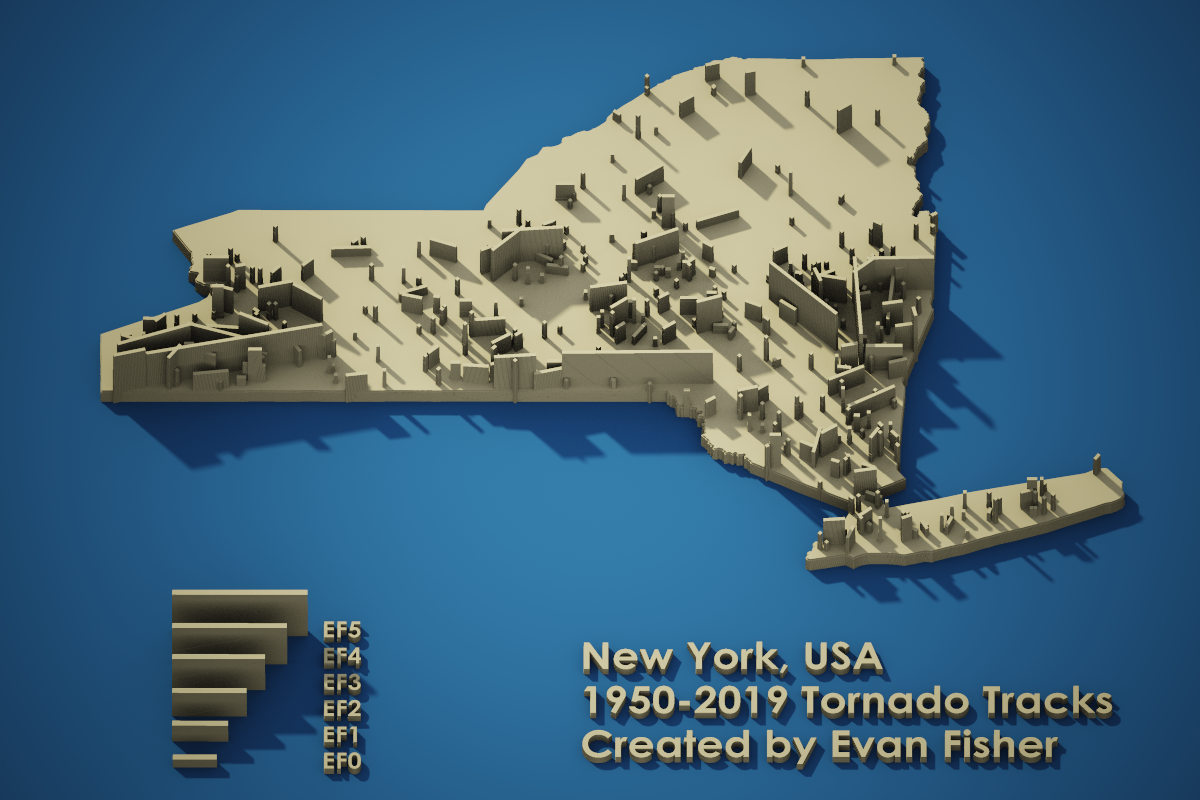 EF5
EF4
EF3
EF2
EF1
EF0
New York, USA
1950-2019 Tornado Tracks
Created by Evan Fisher